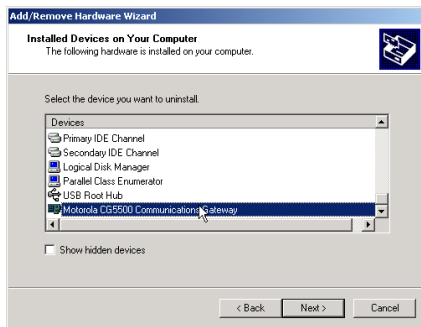 Add/Remove Hardware Wizard
Installed Devices on Your Computer
The following hardware is installed on your computer.
Select the device you want to uninstall.
Devices
Primary IDE Channel
Secondary IDE Channel
Logical Disk Manager
Parallel Class Enumerator
USB Root Hub
Motorola CG5500 Communications Gateway
Show hidden devices
< Back
Next >
Cancel